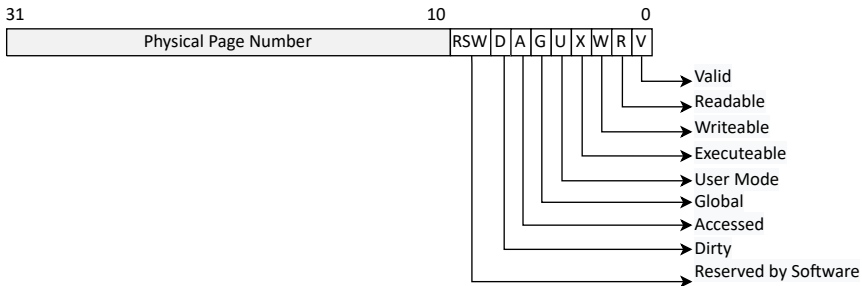 31 10 0
Physical Page Number RSW D A G U X W R V
Valid
Readable
Writeable
Executeable
User Mode
Global
Accessed
Dirty
Reserved by Software